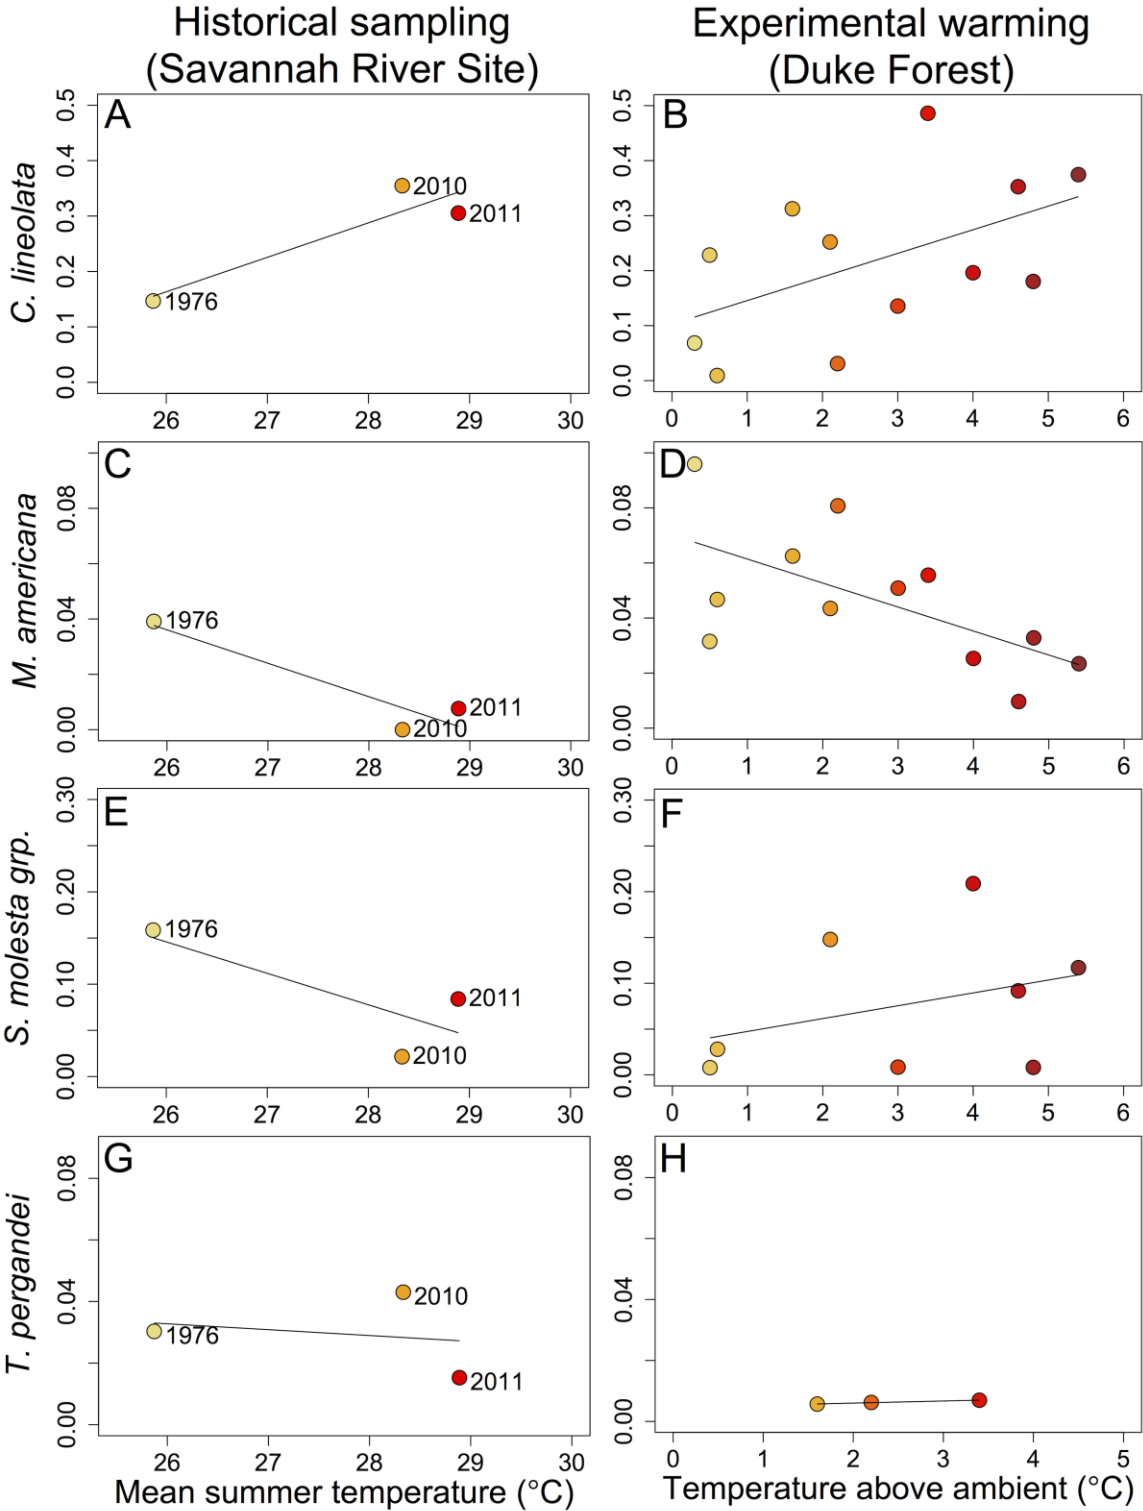 Historical sampling
(Savannah River Site)
Experimental warming
(Duke Forest)
C. lineolata
A
0.5
0.4
0.3
0.2
0.1
0.0
1976
2010
2011
26 27 28 29 30
B
0.5
0.4
0.3
0.2
0.1
0.0
0 1 2 3 4 5 6
M. americana
C
0.08
0.04
0.00
1976
2010
2011
26 27 28 29 30
D
0.08
0.04
0.00
0 1 2 3 4 5 6
S. molesta grp.
E
0.30
0.20
0.10
0.00
1976
2011
2010
26 27 28 29 30
F
0.30
0.20
0.10
0.00
0 1 2 3 4 5 6
T. pergandei
G
0.08
0.04
0.00
1976
2010
2011
26 27 28 29 30
Mean summer temperature (°C)
H
0.08
0.04
0.00
0 1 2 3 4 5
Temperature above ambient (°C)